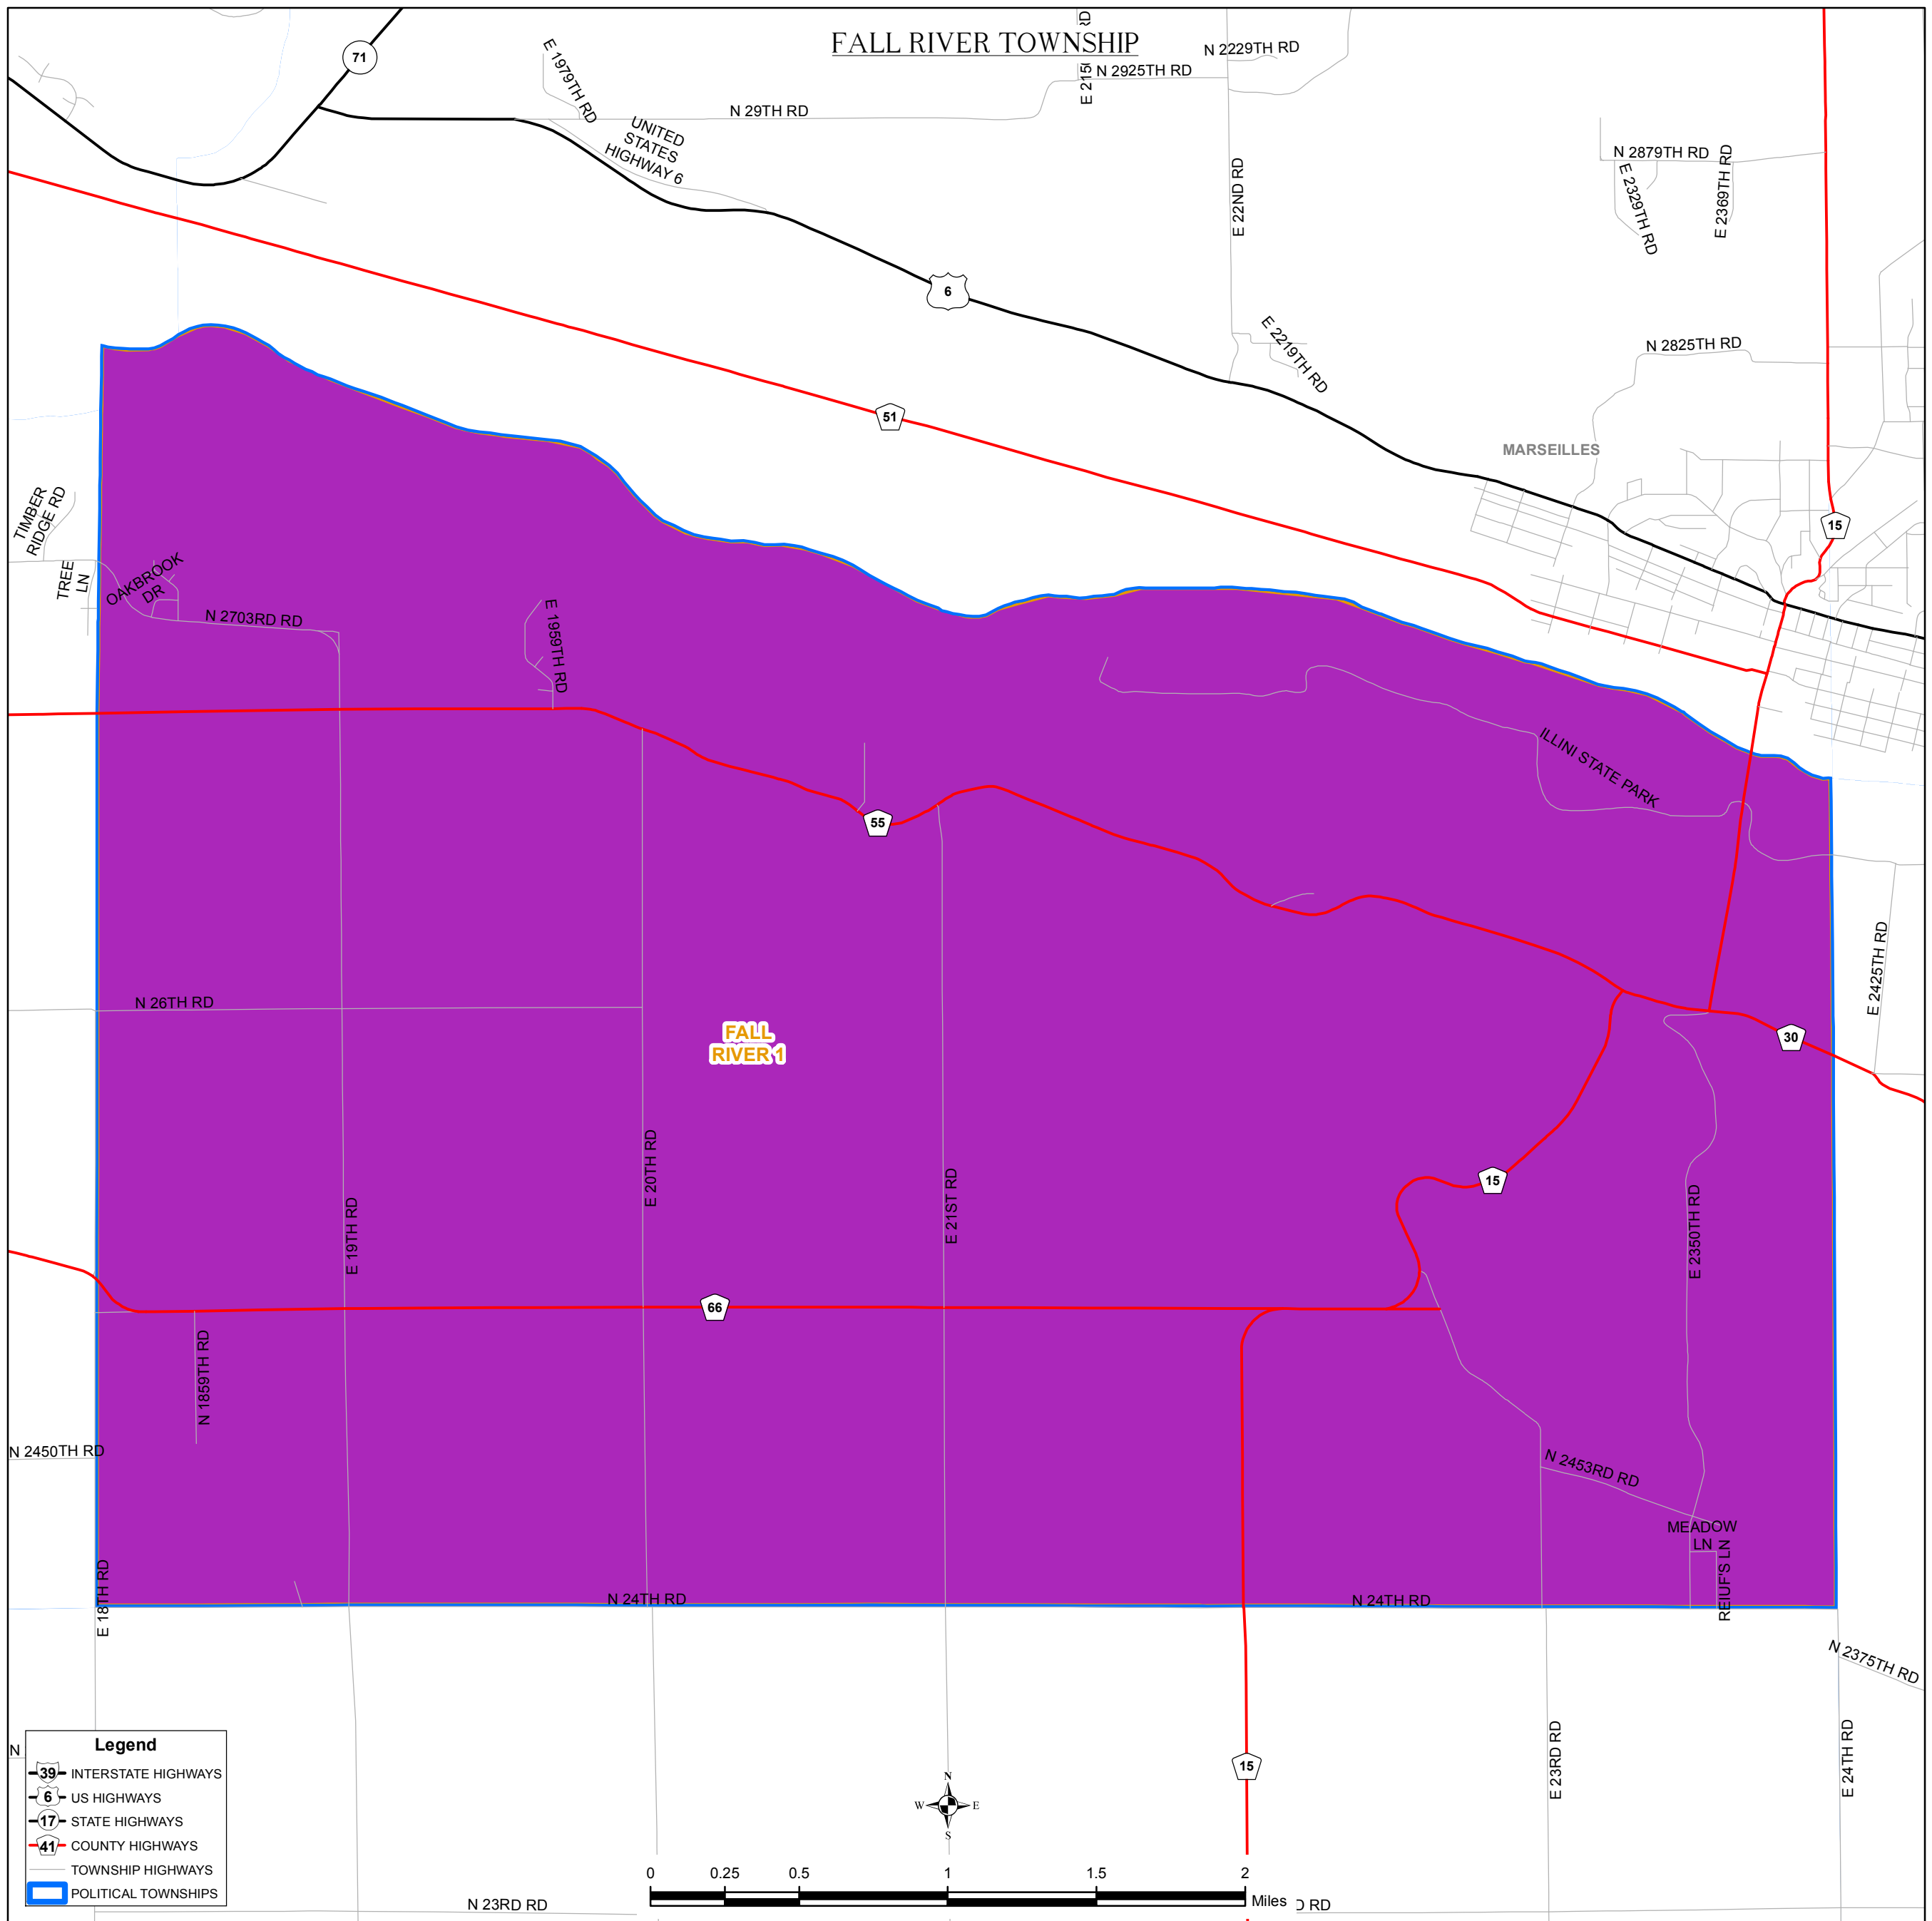 FALL RIVER TOWNSHIP
71
E 1979TH RD
UNITED
STATES
HIGHWAY 6
N 29TH RD
N 2925TH RD
N 2229TH RD
E 22ND RD
N 2879TH RD
E 2329TH RD
E 2369TH RD
6
E 2219TH RD
N 2825TH RD
51
MARSEILLES
15
TIMBER
RIDGE RD
TREE
LN
OAKBROOK
DR
N 2703RD RD
E 1959TH RD
ILLINI STATE PARK
55
E 2425TH RD
N 26TH RD
FALL
RIVER 1
30
E 20TH RD
E 21ST RD
E 19TH RD
15
E 2350TH RD
66
N 1859TH RD
N 2450TH RD
N 2453RD RD
MEADOW
LN
REIUF'S LN
E 18TH RD
N 24TH RD
N 24TH RD
N 2375TH RD
E 23RD RD
E 24TH RD
15
N
Legend
39 INTERSTATE HIGHWAYS
6 US HIGHWAYS
17 STATE HIGHWAYS
41 COUNTY HIGHWAYS
TOWNSHIP HIGHWAYS
POLITICAL TOWNSHIPS
N
W E
S
0 0.25 0.5 1 1.5 2
Miles
N 23RD RD
RD